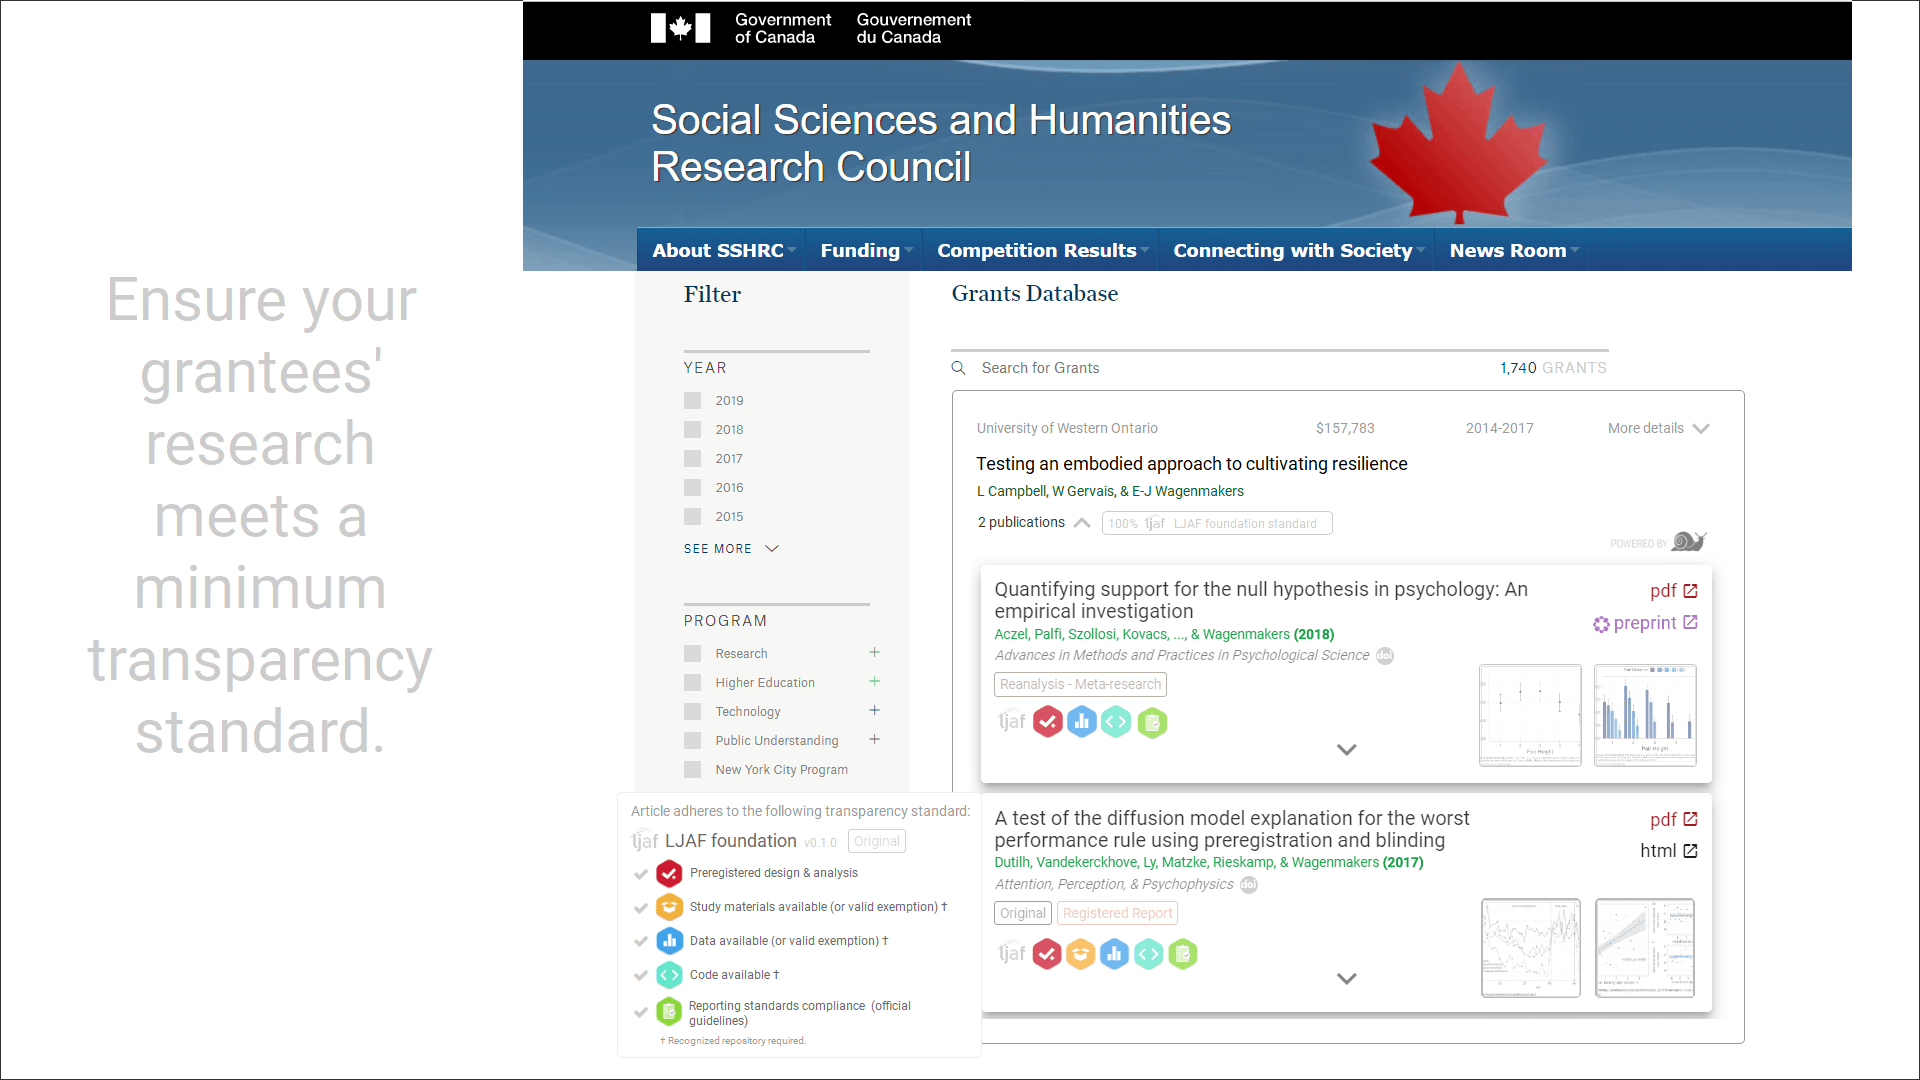 Government
of Canada
Gouvernement
du Canada
Social Sciences and Humanities
Research Council
About SSHRC
Funding
Competition Results
Connecting with Society
News Room
Ensure your
grantees'
research
meets a
minimum
transparency
standard.
Filter
YEAR
2019
2018
2017
2016
2015
SEE MORE
PROGRAM
Research +
Higher Education +
Technology +
Public Understanding +
New York City Program
Grants Database
Search for Grants
1,740 GRANTS
University of Western Ontario
$157,783
2014-2017
More details
Testing an embodied approach to cultivating resilience
L Campbell, W Gervais, & E-J Wagenmakers
2 publications
100% ljaf LJAF foundation standard
POWERED BY
Quantifying support for the null hypothesis in psychology: An
empirical investigation
Aczel, Palfi, Szollosi, Kovacs, ..., & Wagenmakers (2018)
Advances in Methods and Practices in Psychological Science doi
Reanalysis - Meta-research
ljaf
pdf
preprint
Pair Height
Pair Height
A test of the diffusion model explanation for the worst
performance rule using preregistration and blinding
Dutilh, Vandekerckhove, Ly, Matzke, Rieskamp, & Wagenmakers (2017)
Attention, Perception, & Psychophysics doi
Original
Registered Report
ljaf
pdf
html
Article adheres to the following transparency standard:
ljaf LJAF foundation v0.1.0 Original
Preregistered design & analysis
Study materials available (or valid exemption) †
Data available (or valid exemption) †
Code available †
Reporting standards compliance (official
guidelines)
† Recognized repository required.